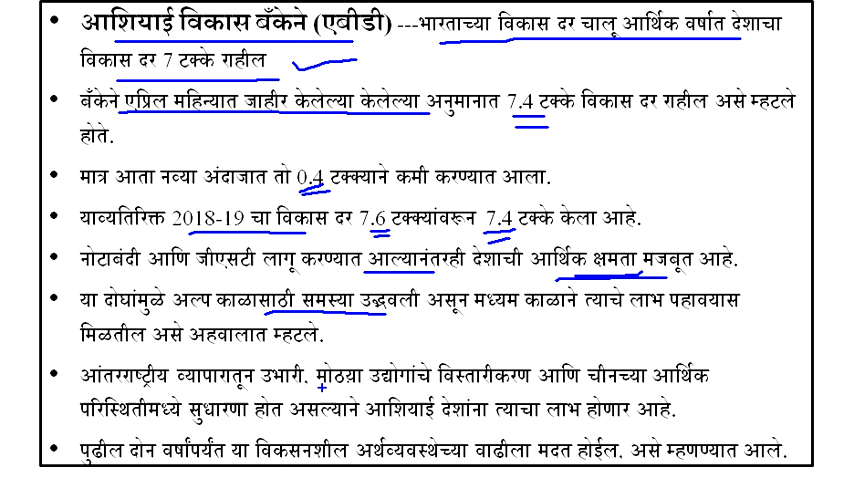 • आशियाई विकास बँकेने (एबीडी) ---भारताच्या विकास दर चालू आर्थिक वर्षात देशाचा
विकास दर 7 टक्के राहील
• बँकेने एप्रिल महिन्यात जाहीर केलेल्या केलेल्या अनुमानात 7.4 टक्के विकास दर राहील असे म्हटले
होते.
• मात्र आता नव्या अंदाजात तो 0.4 टक्क्याने कमी करण्यात आला.
• याव्यतिरिक्त 2018-19 चा विकास दर 7.6 टक्क्यांवरून 7.4 टक्के केला आहे.
• नोटाबंदी आणि जीएसटी लागू करण्यात आल्यानंतरही देशाची आर्थिक क्षमता मजबूत आहे.
• या दोघांमुळे अल्प काळासाठी समस्या उद्भवली असून मध्यम काळाने त्याचे लाभ पहावयास
मिळतील असे अहवालात म्हटले.
• आंतरराष्ट्रीय व्यापारातून उभारी, मोठय़ा उद्योगांचे विस्तारीकरण आणि चीनच्या आर्थिक
परिस्थितीमध्ये सुधारणा होत असल्याने आशियाई देशांना त्याचा लाभ होणार आहे.
• पुढील दोन वर्षांपर्यंत या विकसनशील अर्थव्यवस्थेच्या वाढीला मदत होईल, असे म्हणण्यात आले.